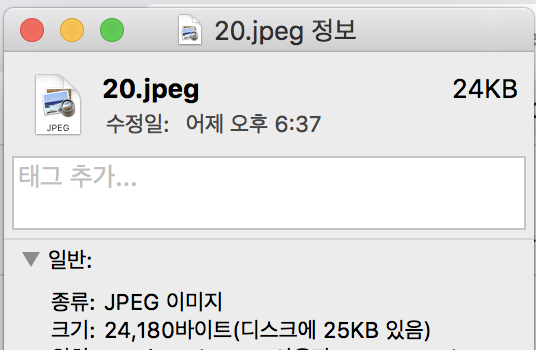 20.jpeg 정보
JPEG
20.jpeg 24KB
수정일: 어제 오후 6:37
태그 추가...
일반:
종류: JPEG 이미지
크기: 24,180바이트(디스크에 25KB 있음)